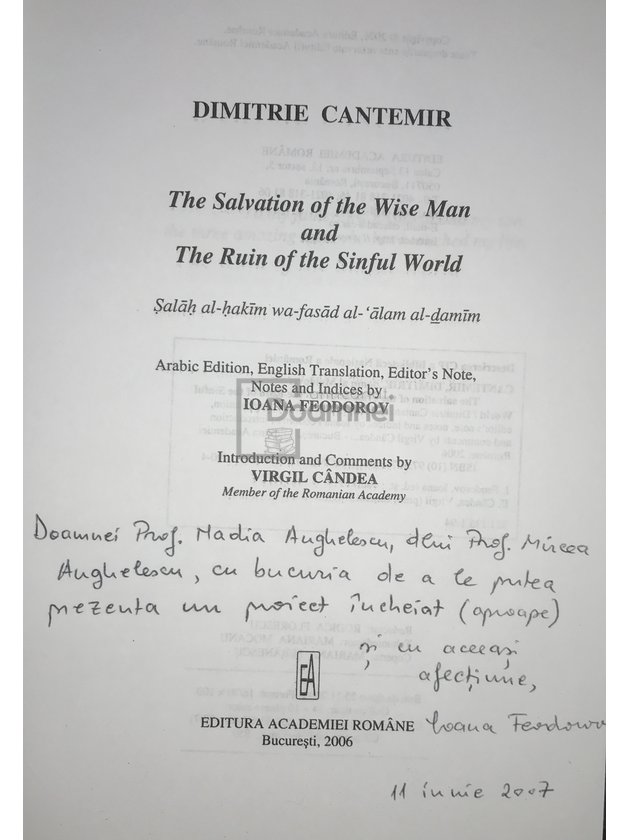 DIMITRIE CANTEMIR
The Salvation of the Wise Man
and
The Ruin of the Sinful World
Ṣalāḥ al-ḥakīm wa-fasād al-‘ālam al-ḏamīm
Arabic Edition, English Translation, Editor's Note,
Notes and Indices by
IOANA FEODOROV
Doamnei
Introduction and Comments by
VIRGIL CÂNDEA
Member of the Romanian Academy
Doamnei Prof. Nadia Anghelescu, dlui Prof. Mircea
Anghelescu, cu bucuria de a le putea
prezenta un proiect încheiat (aproape)
și cu aceeași
afecțiune,
EA
EDITURA ACADEMIEI ROMÂNE Ioana Feodorov
București, 2006
11 iunie 2007